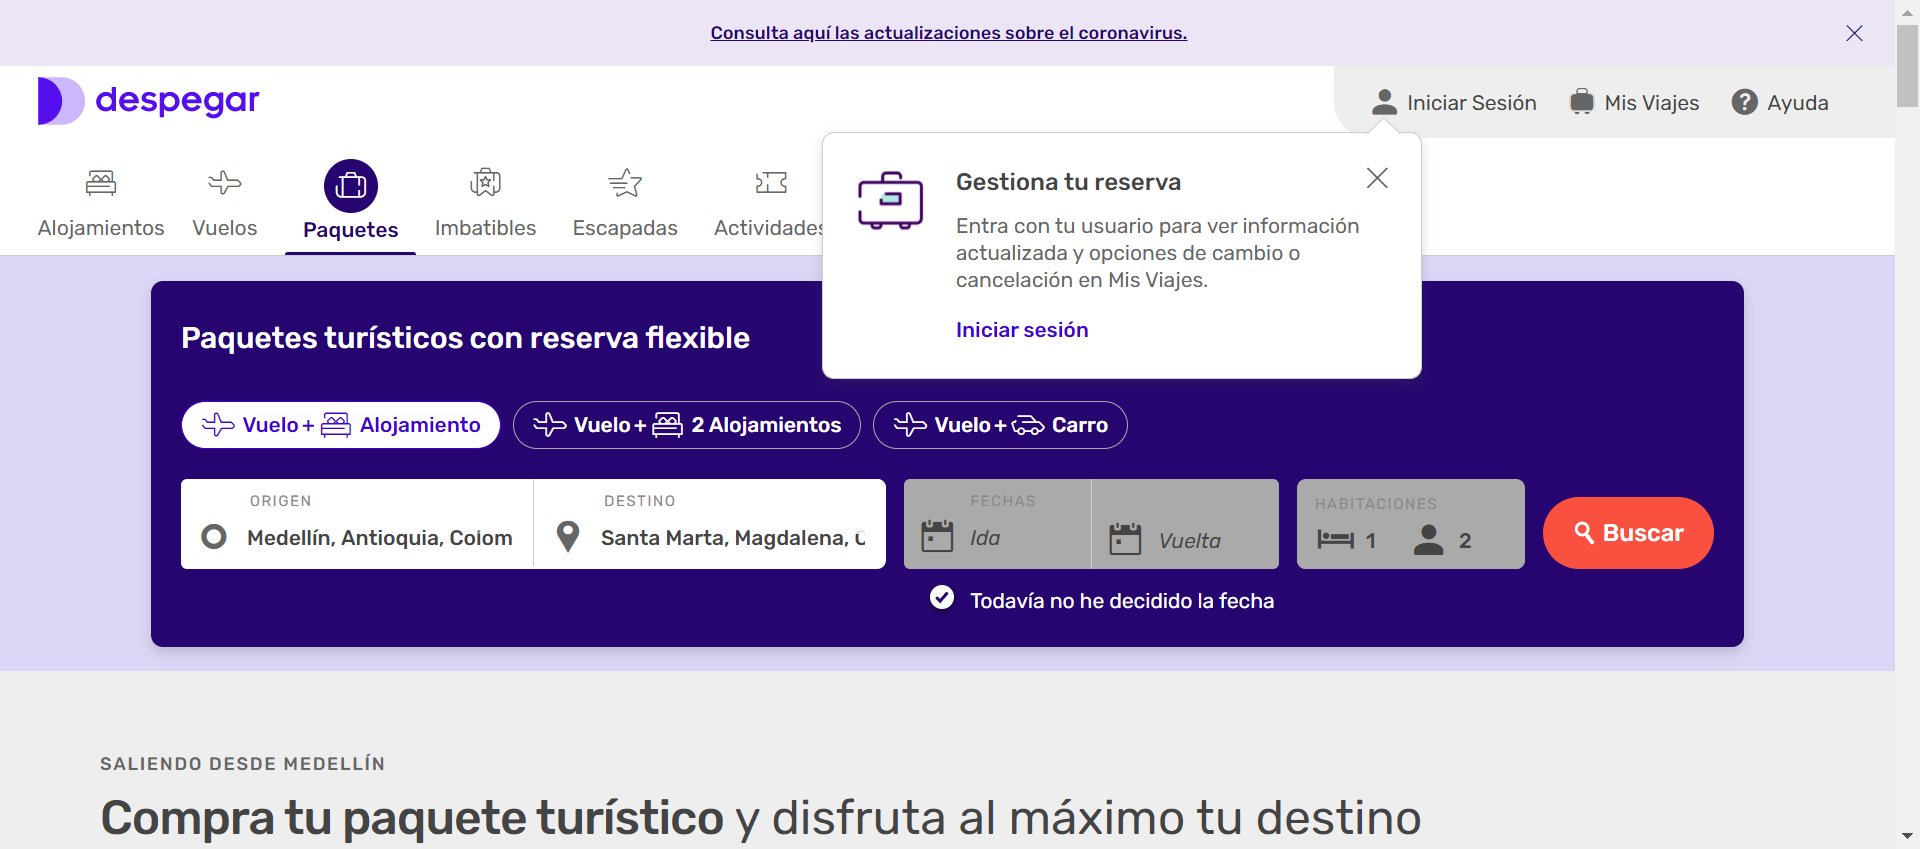 Consulta aquí las actualizaciones sobre el coronavirus.
despegar
Iniciar Sesión
Mis Viajes
Ayuda
Alojamientos
Vuelos
Paquetes
Imbatibles
Escapadas
Actividades
Gestiona tu reserva
Entra con tu usuario para ver información
actualizada y opciones de cambio o
cancelación en Mis Viajes.
Iniciar sesión
Paquetes turísticos con reserva flexible
Vuelo + Alojamiento
Vuelo + 2 Alojamientos
Vuelo + Carro
ORIGEN
Medellín, Antioquia, Colom
DESTINO
Santa Marta, Magdalena,
FECHAS
Ida
Vuelta
HABITACIONES
1
2
Buscar
Todavía no he decidido la fecha
SALIENDO DESDE MEDELLÍN
Compra tu paquete turístico y disfruta al máximo tu destino